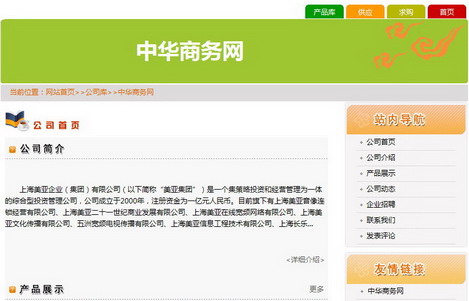 产品库 供应 求购 首页
中华商务网
当前位置：网站首页>>公司库>>中华商务网
公司首页
公司简介
上海美亚企业（集团）有限公司（以下简称“美亚集团”）是一个集策略投资和经营管理为一体
的综合型投资管理公司，公司成立于2000年，注册资金为一亿元人民币。目前旗下有上海美亚音像连
锁经营有限公司、上海美亚二十一世纪商业发展有限公司、上海美亚在线宽频网络有限公司、上海美
亚文化传播有限公司、五洲宽频电视传播有限公司、上海美亚信息工程技术有限公司、上海长乐...
<详细介绍>
产品展示
更多
站内导航
公司首页
公司介绍
产品展示
公司动态
企业招聘
联系我们
发表评论
友情链接
中华商务网